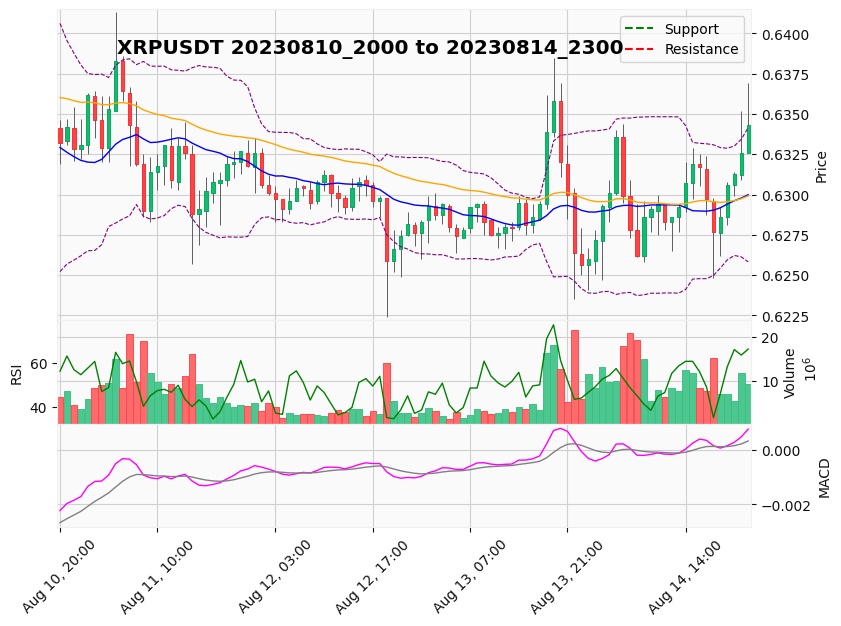 XRPUSDT 20230810_2000 to 20230814_2300
Support
Resistance
0.6400
0.6375
0.6350
0.6325
0.6300
0.6275
0.6250
0.6225
Price
RSI
60
40
20
10
Volume
10⁶
0.000
−0.002
MACD
Aug 10, 20:00
Aug 11, 10:00
Aug 12, 03:00
Aug 12, 17:00
Aug 13, 07:00
Aug 13, 21:00
Aug 14, 14:00